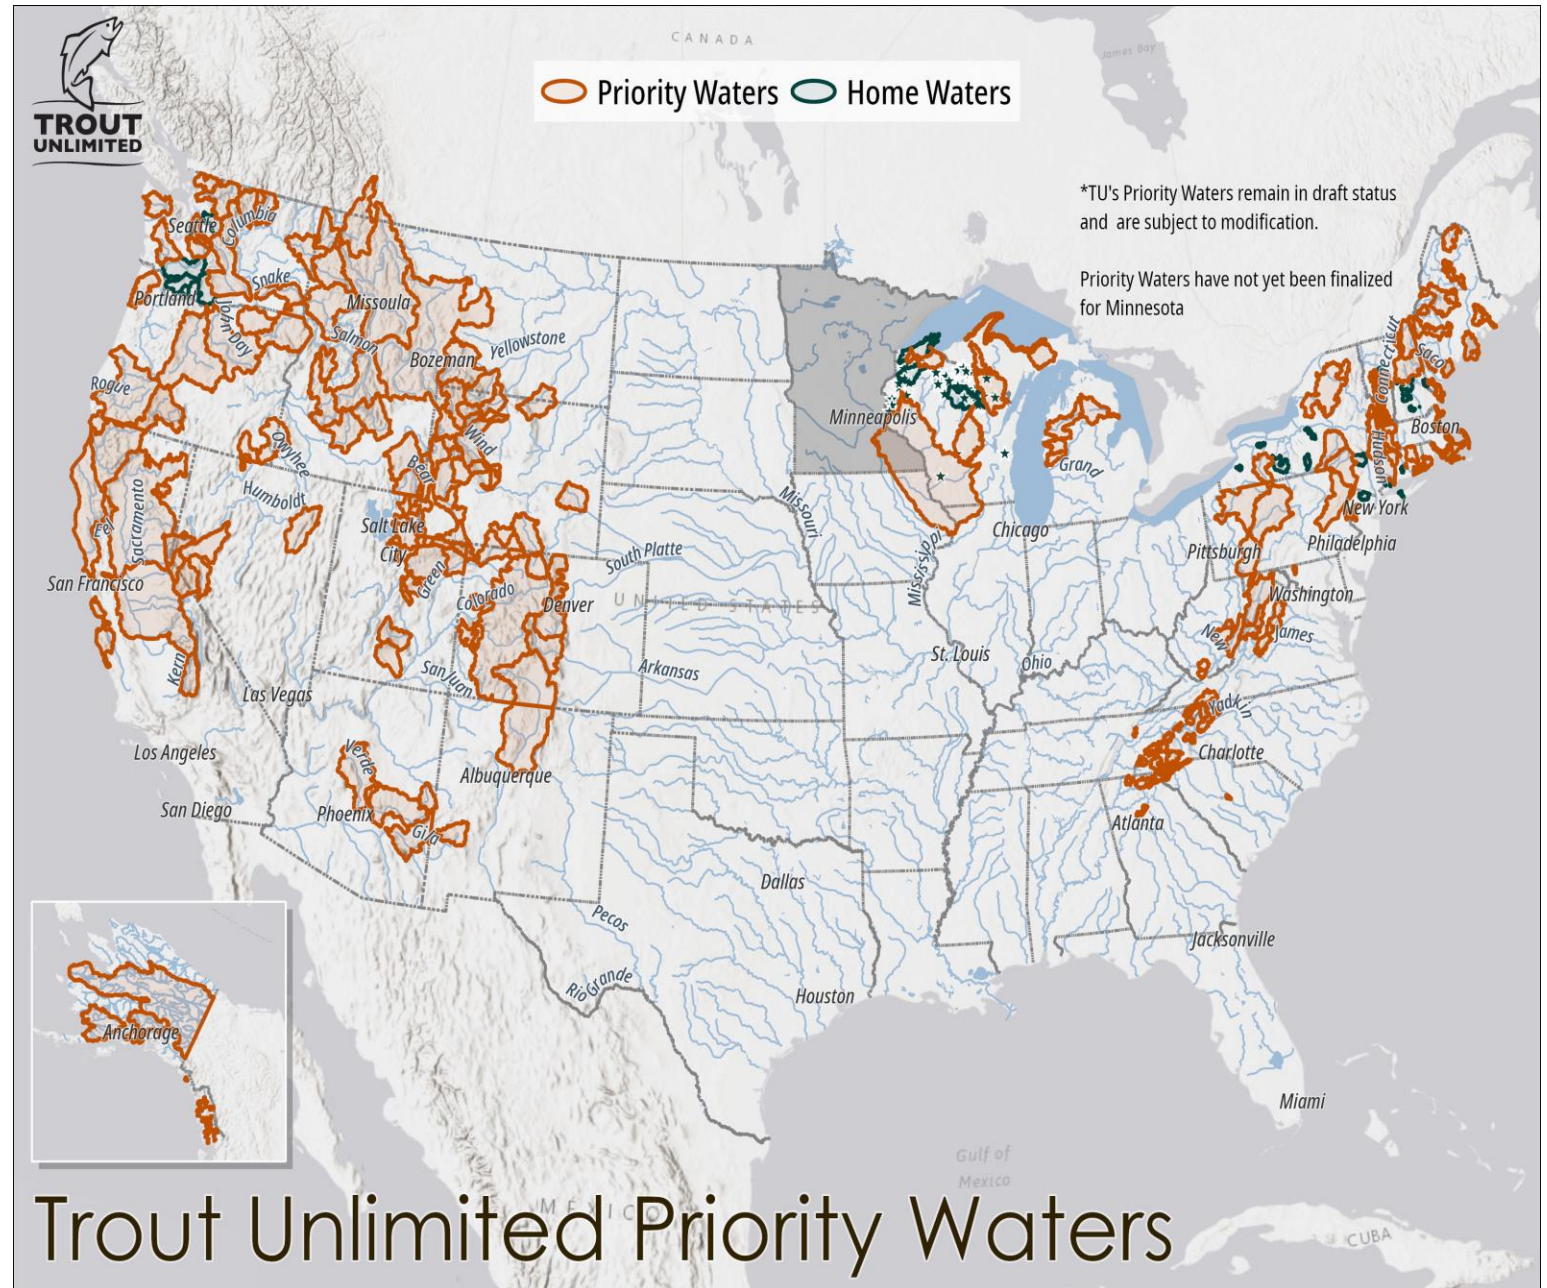 CANADA
James Bay
TROUT
UNLIMITED
Priority Waters
Home Waters
*TU's Priority Waters remain in draft status
and are subject to modification.
Priority Waters have not yet been finalized
for Minnesota
Seattle
Columbia
Portland
Snake
John Day
Missoula
Salmon
Bozeman
Yellowstone
Rogue
Owyhee
Wind
Bear
Humboldt
Sacramento
Eel
Salt Lake
City
Green
San Francisco
Colorado
Denver
South Platte
UNITED STATES
Kern
San Juan
Arkansas
Las Vegas
Los Angeles
Verde
Albuquerque
San Diego
Phoenix
Gila
Minneapolis
Missouri
Mississippi
Grand
Chicago
St. Louis
Ohio
Connecticut
Saco
Boston
Hudson
New York
Pittsburgh
Philadelphia
Washington
New
James
Yadkin
Charlotte
Atlanta
Dallas
Pecos
Rio Grande
Houston
Jacksonville
Miami
Anchorage
Gulf of
Mexico
MEXICO
CUBA
Trout Unlimited Priority Waters